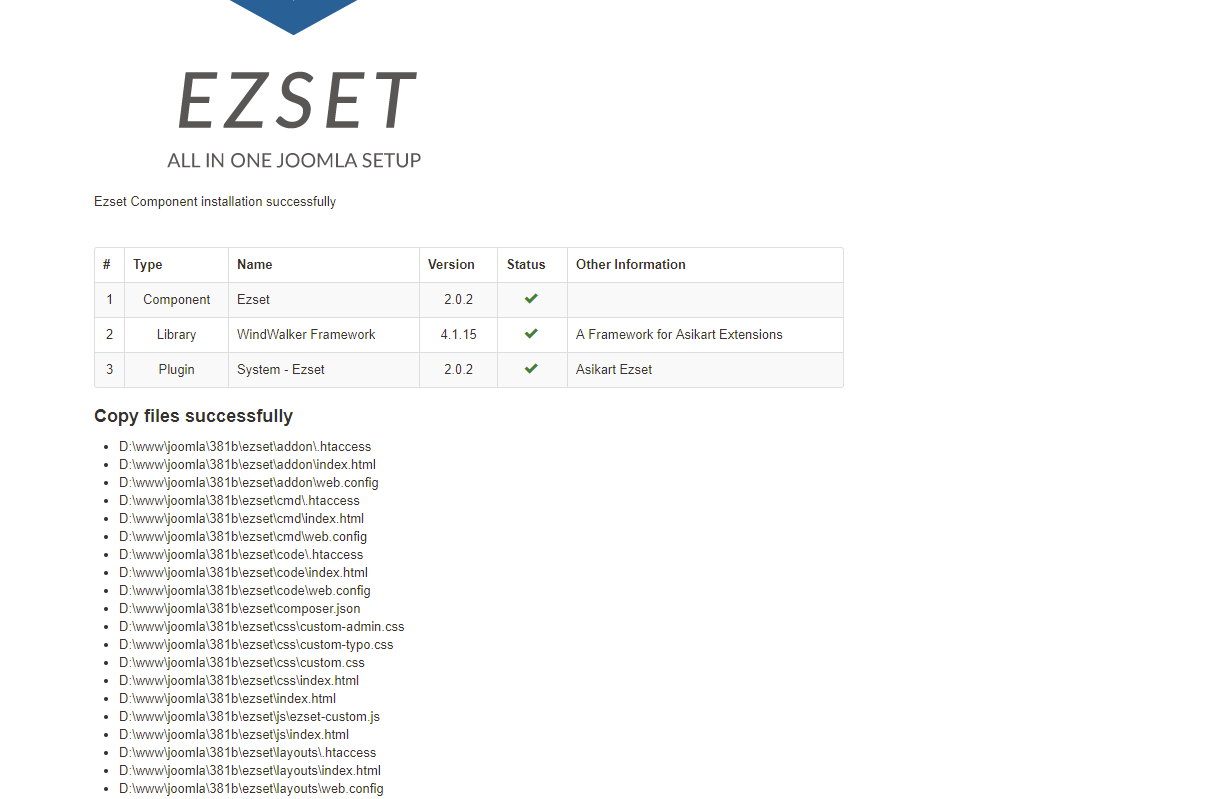 EZSET
ALL IN ONE JOOMLA SETUP
Ezset Component installation successfully
# Type Name Version Status Other Information
1 Component Ezset 2.0.2
2 Library WindWalker Framework 4.1.15 A Framework for Asikart Extensions
3 Plugin System - Ezset 2.0.2 Asikart Ezset
Copy files successfully
D:\www\joomla\381b\ezset\addon\.htaccess
D:\www\joomla\381b\ezset\addon\index.html
D:\www\joomla\381b\ezset\addon\web.config
D:\www\joomla\381b\ezset\cmd\.htaccess
D:\www\joomla\381b\ezset\cmd\index.html
D:\www\joomla\381b\ezset\cmd\web.config
D:\www\joomla\381b\ezset\code\.htaccess
D:\www\joomla\381b\ezset\code\index.html
D:\www\joomla\381b\ezset\code\web.config
D:\www\joomla\381b\ezset\composer.json
D:\www\joomla\381b\ezset\css\custom-admin.css
D:\www\joomla\381b\ezset\css\custom-typo.css
D:\www\joomla\381b\ezset\css\custom.css
D:\www\joomla\381b\ezset\css\index.html
D:\www\joomla\381b\ezset\index.html
D:\www\joomla\381b\ezset\js\ezset-custom.js
D:\www\joomla\381b\ezset\js\index.html
D:\www\joomla\381b\ezset\layouts\.htaccess
D:\www\joomla\381b\ezset\layouts\index.html
D:\www\joomla\381b\ezset\layouts\web.config